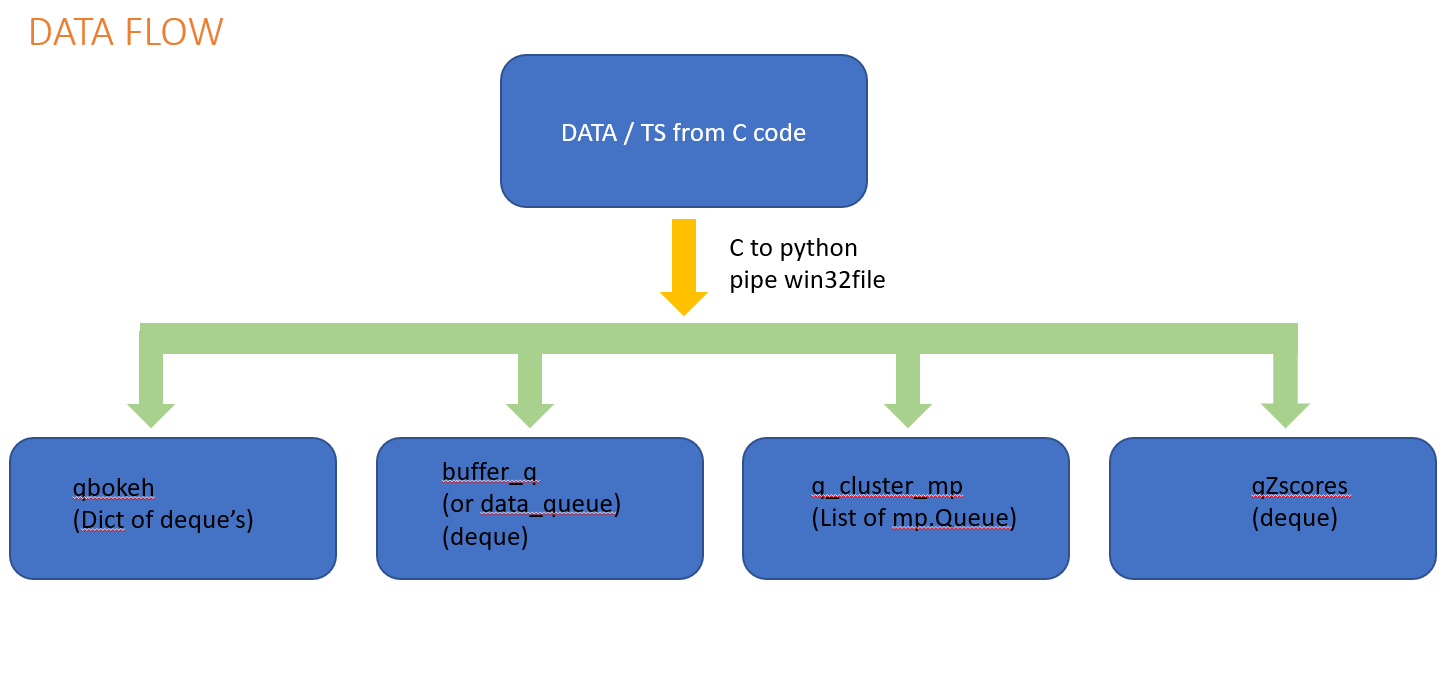 DATA FLOW
DATA / TS from C code
C to python
pipe win32file
qbokeh
(Dict of deque’s)
buffer_q
(or data_queue)
(deque)
q_cluster_mp
(List of mp.Queue)
qZscores
(deque)